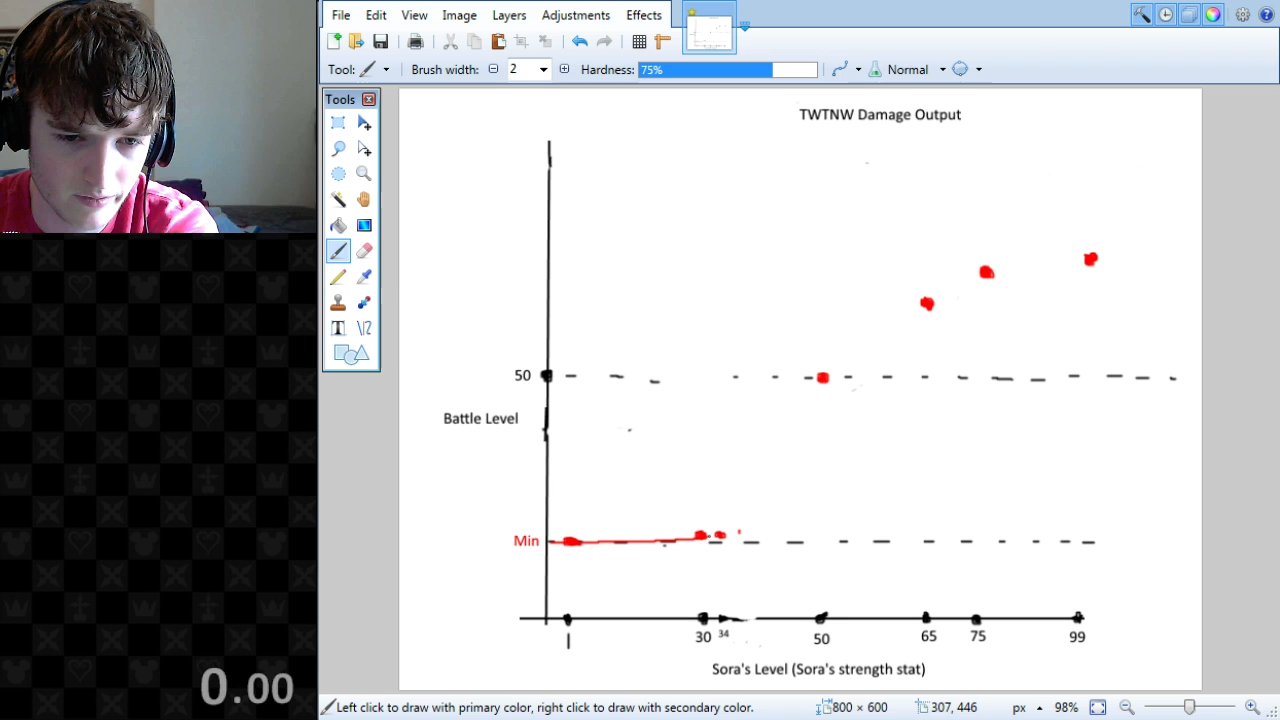 File Edit View Image Layers Adjustments Effects
Tool: Brush width: 2 Hardness: 75% Normal
Tools
TWTNW Damage Output
50
Battle Level
Min
30 34 50 65 75 99
Sora's Level (Sora's strength stat)
0.00
Left click to draw with primary color, right click to draw with secondary color. 800 × 600 307, 446 px 98%